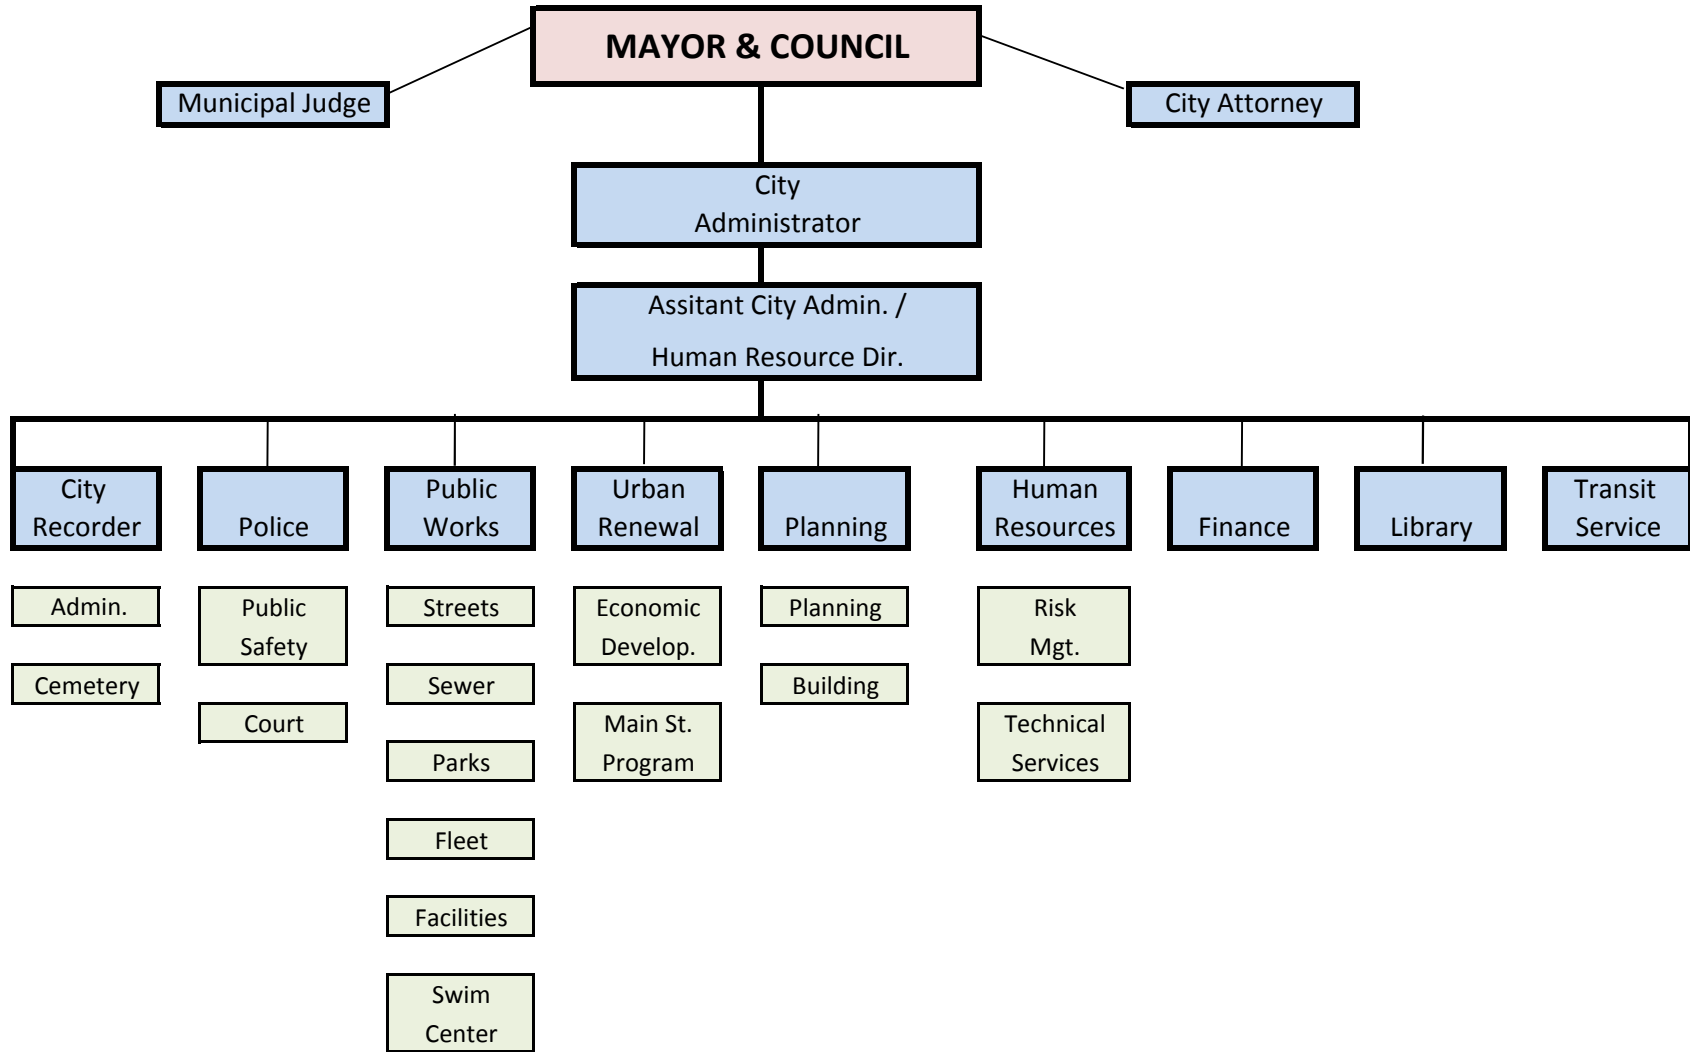 MAYOR & COUNCIL
Municipal Judge
City Attorney
City
Administrator
Assitant City Admin. /
Human Resource Dir.
City
Recorder
Police
Public
Works
Urban
Renewal
Planning
Human
Resources
Finance
Library
Transit
Service
Admin.
Cemetery
Public
Safety
Court
Streets
Sewer
Parks
Fleet
Facilities
Swim
Center
Economic
Develop.
Main St.
Program
Planning
Building
Risk
Mgt.
Technical
Services